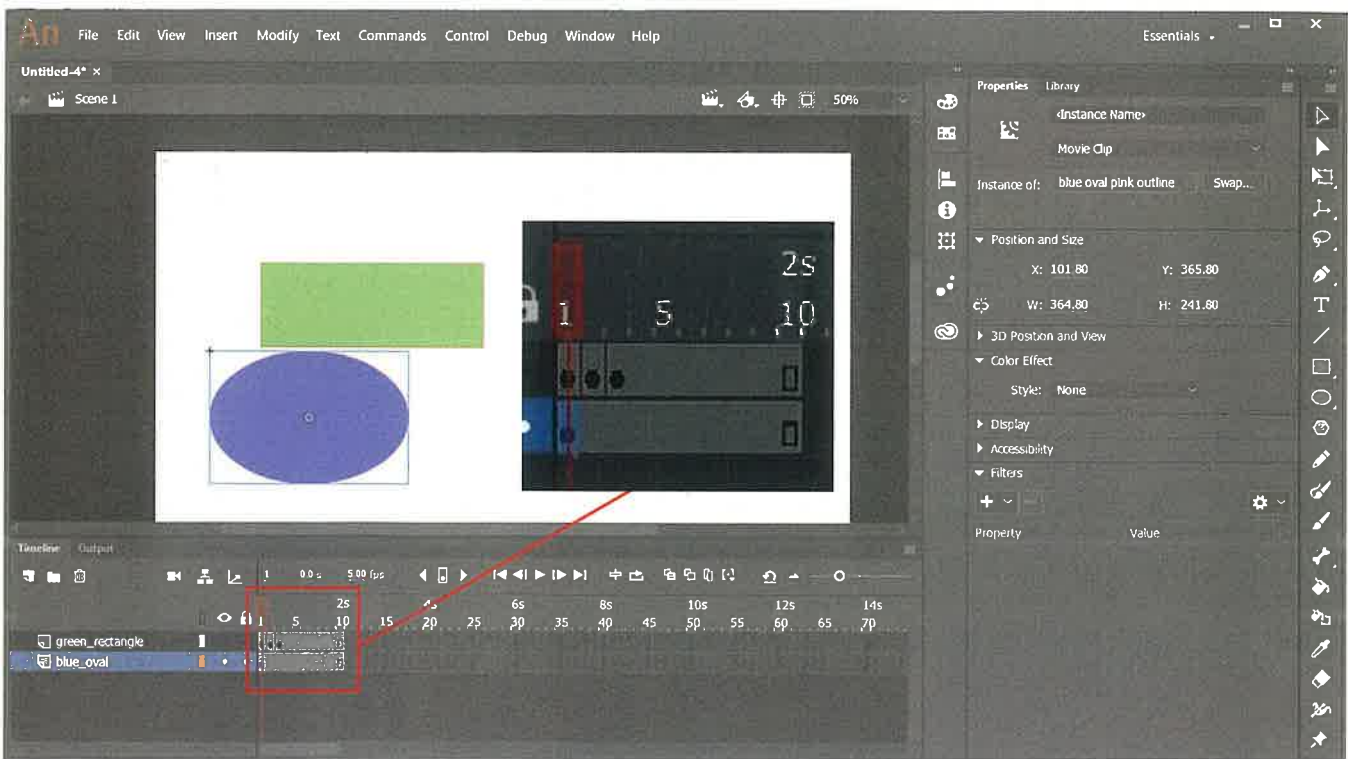 An File Edit View Insert Modify Text Commands Control Debug Window Help Essentials
Untitled-4* ×
Scene 1 50%
Properties Library
<Instance Name>
Movie Clip
Instance of: blue oval pink outline Swap...
Position and Size
X: 101.80 Y: 365.80
W: 364.80 H: 241.80
3D Position and View
Color Effect
Style: None
Display
Accessibility
Filters
Property Value
2s
1 5 10
Timeline Output
1 0.0 s 5.00 fps
2s 4s 6s 8s 10s 12s 14s
1 5 10 15 20 25 30 35 40 45 50 55 60 65 70
green_rectangle
blue_oval